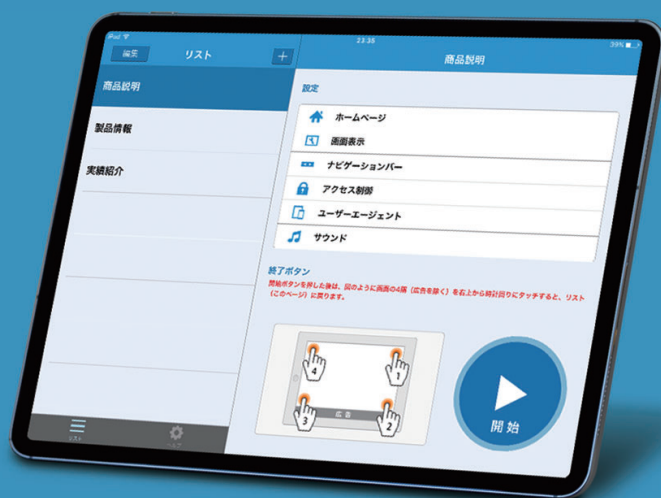 iPad
23:36
39%
編集
リスト
+
商品説明
商品説明
製品情報
実績紹介
設定
ホームページ
画面表示
ナビゲーションバー
アクセス制御
ユーザーエージェント
サウンド
終了ボタン
開始ボタンを押した後は、図のように画面の4隅（広告を除く）を右上から時計回りにタッチすると、リスト
（このページ）に戻ります。
4
1
3
2
広告
開始
リスト
ヘルプ